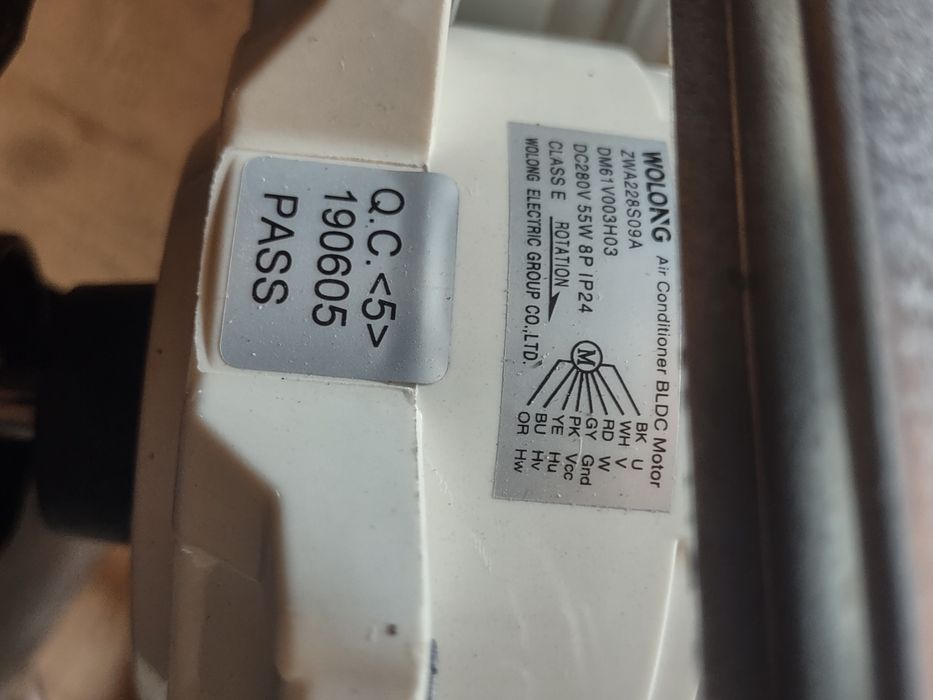 WOLONG Air Conditioner BLDC Motor
ZWA228S09A
DM61V003H03
DC280V 55W 8P IP24
CLASS E ROTATION
WOLONG ELECTRIC GROUP CO.,LTD.
M
BK U
WH V
RD W
GY Gnd
PK Vcc
YE Hu
BU Hv
OR Hw
Q.C.<5>
190605
PASS